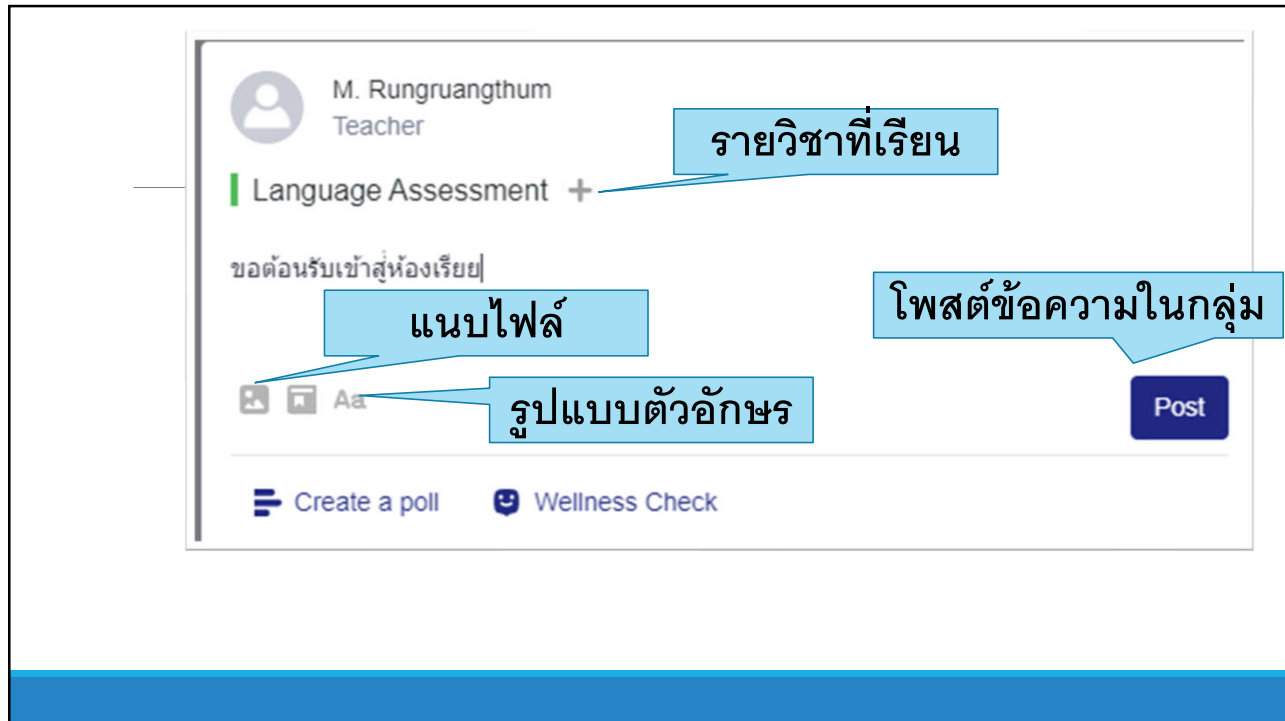 M. Rungruangthum
Teacher
รายวิชาที่เรียน
Language Assessment +
ขอต้อนรับเข้าสู่ห้องเรียย
แนบไฟล์
โพสต์ข้อความในกลุ่ม
Aa
รูปแบบตัวอักษร
Post
Create a poll
Wellness Check